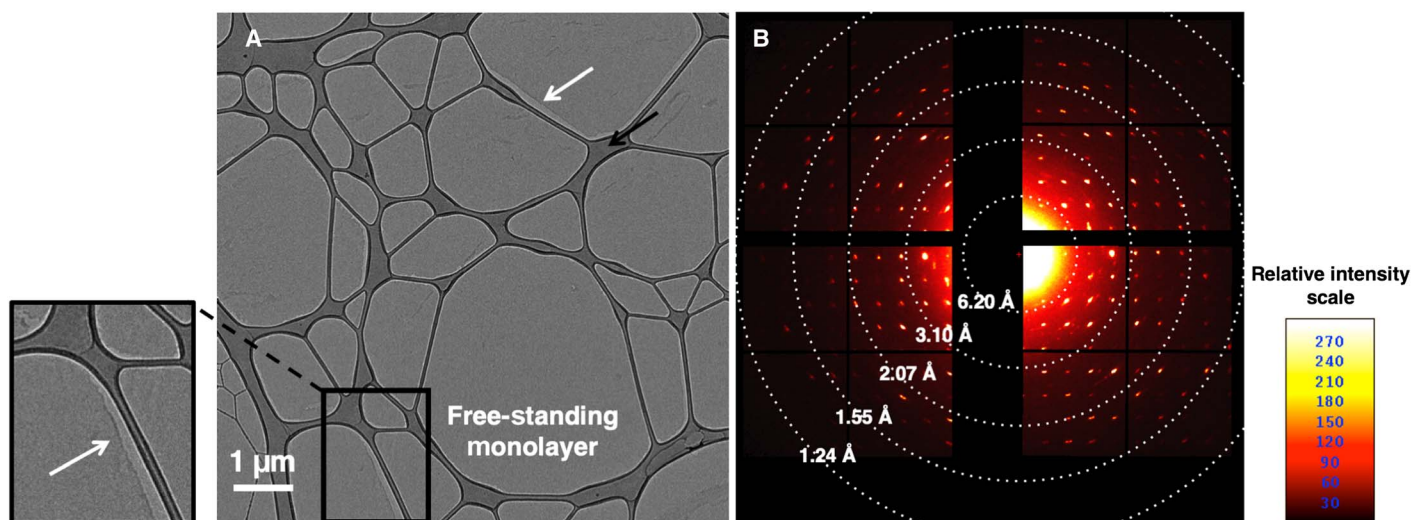 A
Free-standing
monolayer
1 µm
B
6.20 Å
3.10 Å
2.07 Å
1.55 Å
1.24 Å
Relative intensity
scale
270
240
210
180
150
120
90
60
30